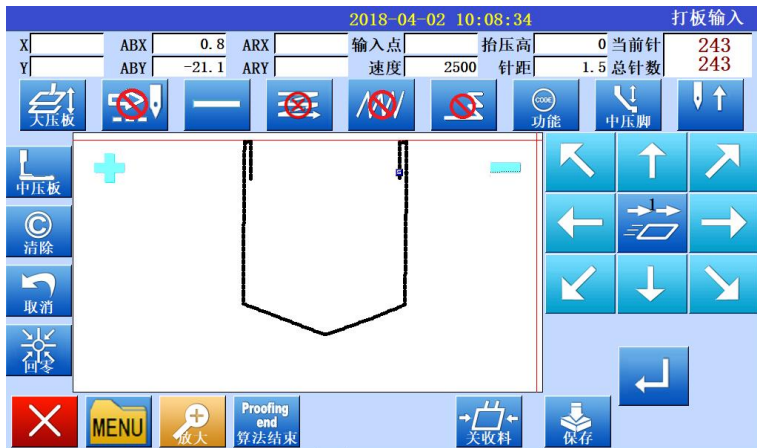 2018-04-02 10:08:34 打板输入
X ABX 0.8 ARX 输入点 抬压高 0 当前针 243
Y ABY -21.1 ARY 速度 2500 针距 1.5 总针数 243
大压板 CODE 功能 中压脚
中压板
1
清除
取消
回零
MENU 放大 Proofing end 算法结束 关收料 保存